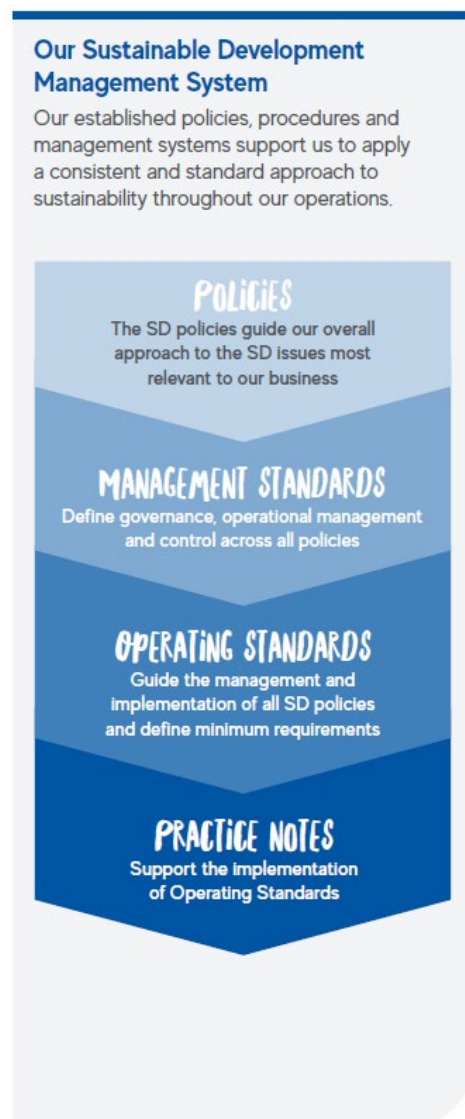 Our Sustainable Development
Management System
Our established policies, procedures and
management systems support us to apply
a consistent and standard approach to
sustainability throughout our operations.
POLICIES
The SD policies guide our overall
approach to the SD issues most
relevant to our business
MANAGEMENT STANDARDS
Define governance, operational management
and control across all policies
OPERATING STANDARDS
Guide the management and
implementation of all SD policies
and define minimum requirements
PRACTICE NOTES
Support the implementation
of Operating Standards